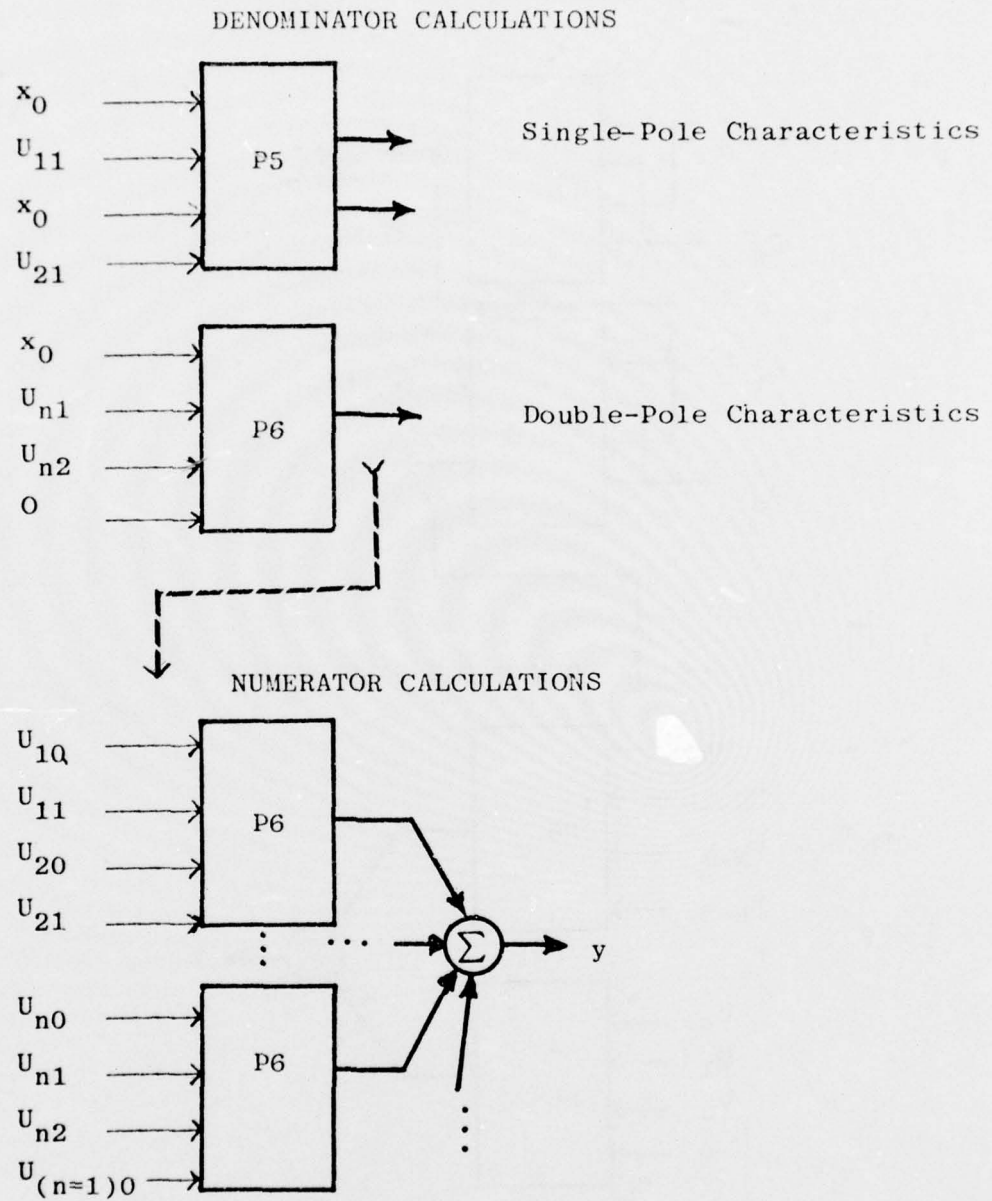 DENOMINATOR CALCULATIONS
x0
U11
x0
U21
P5
Single-Pole Characteristics
x0
Un1
Un2
0
P6
Double-Pole Characteristics
NUMERATOR CALCULATIONS
U10
U11
U20
U21
P6
Σ
y
Un0
Un1
Un2
U(n=1)0
P6